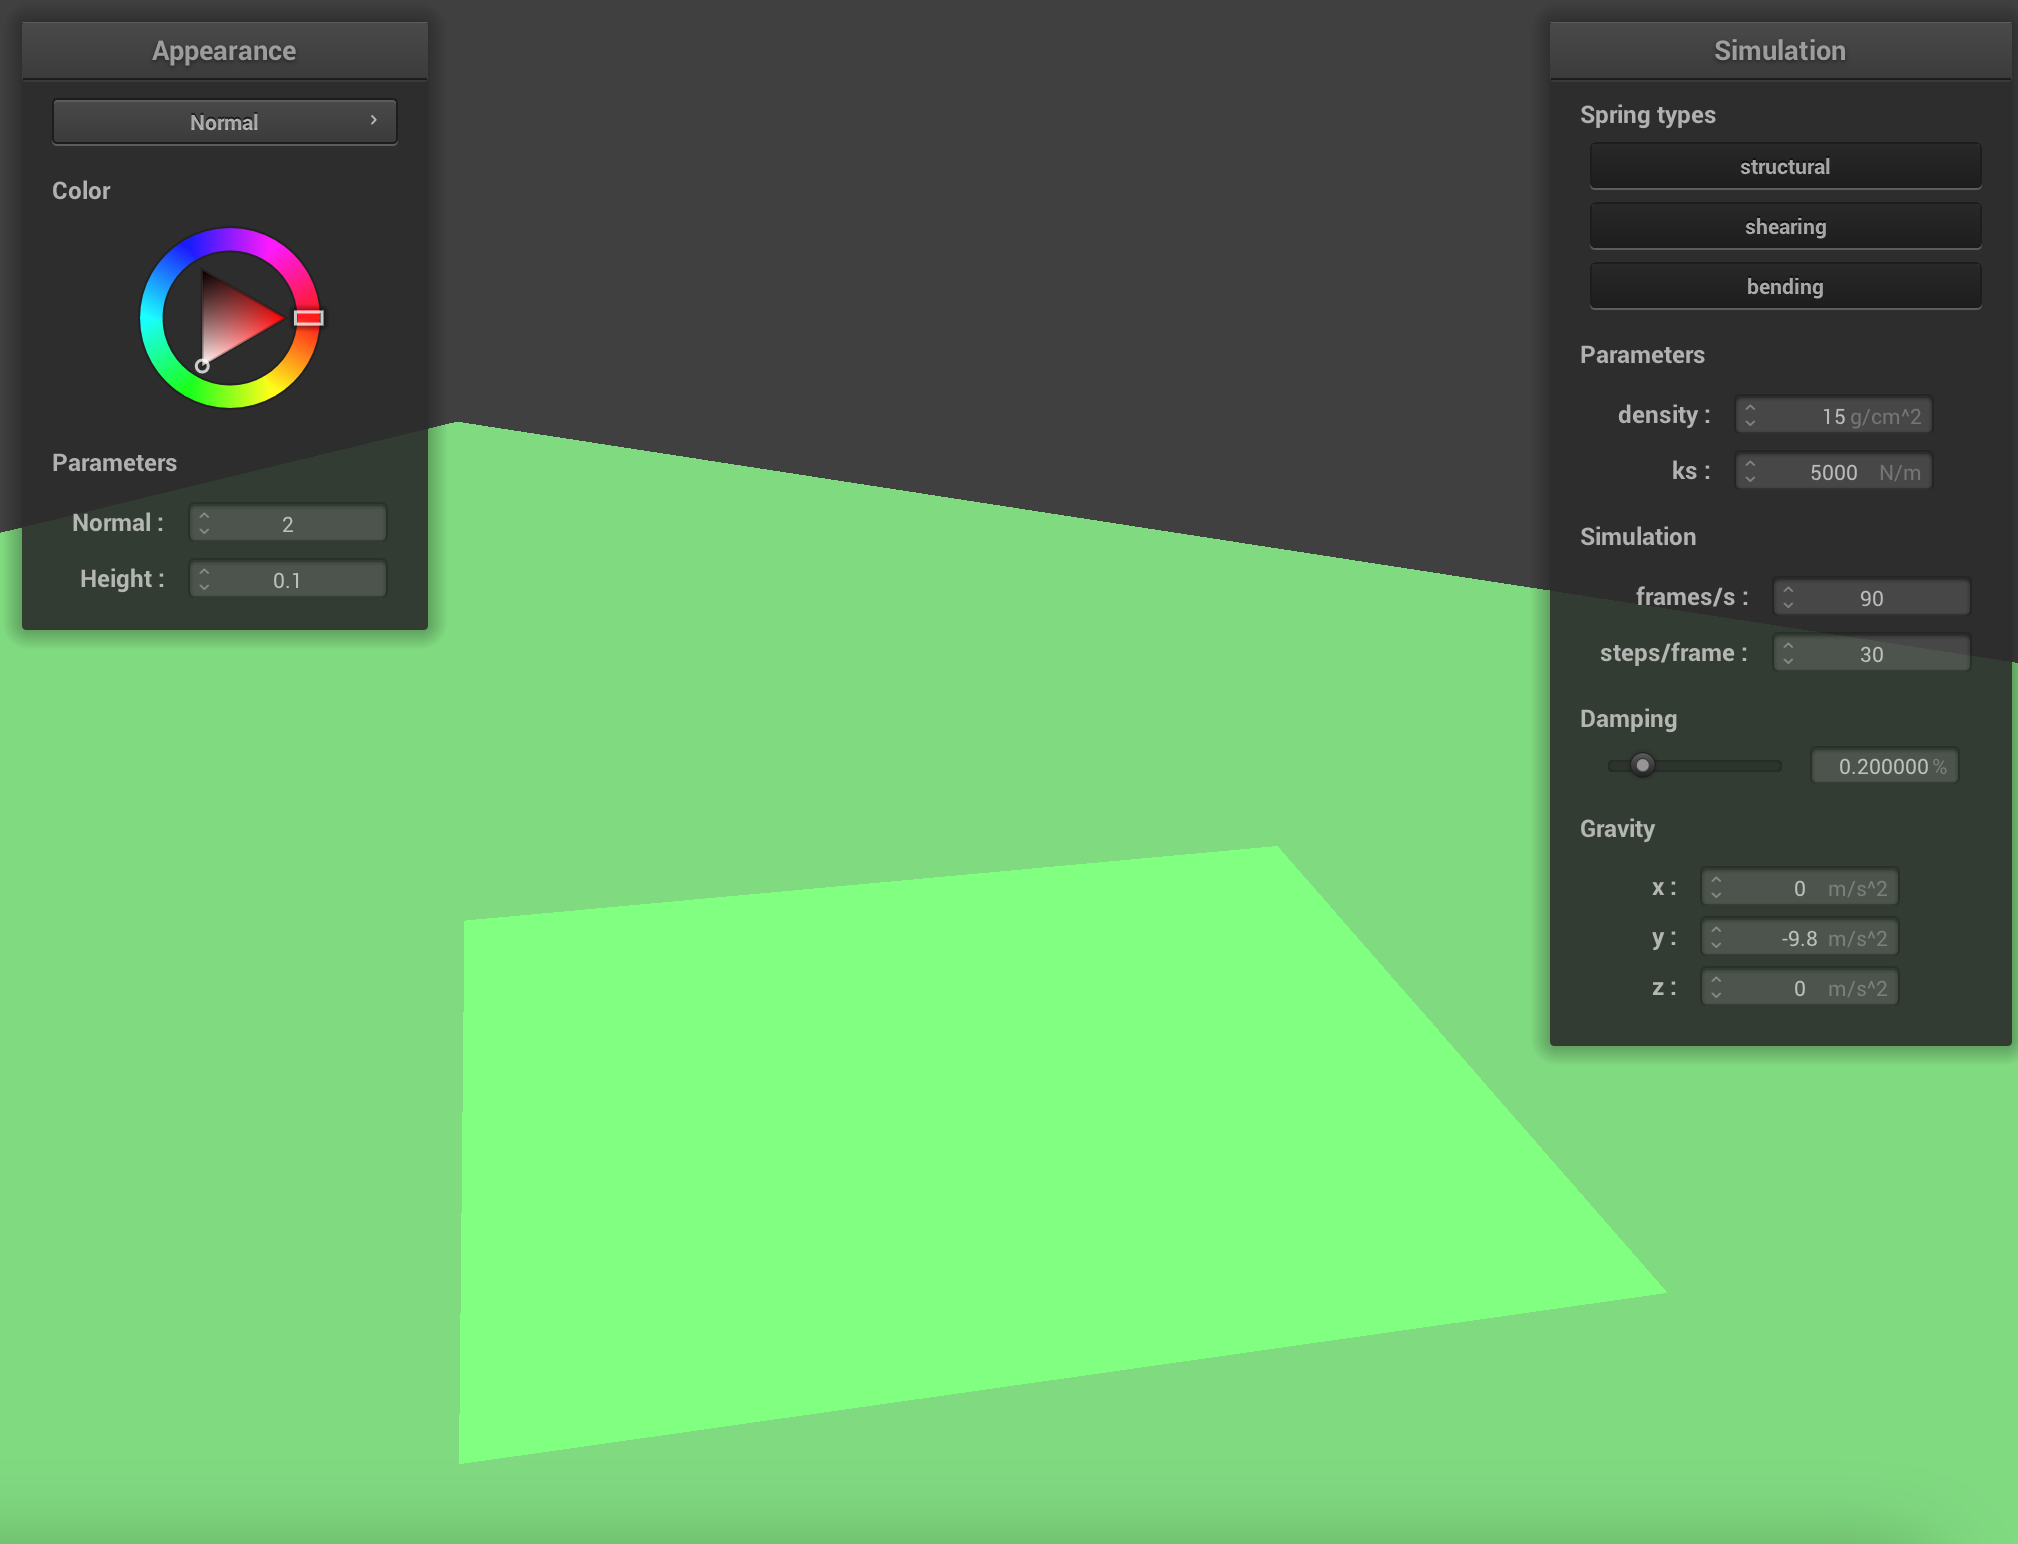 Appearance
Normal
Color
Parameters
Normal : 2
Height : 0.1
Simulation
Spring types
structural
shearing
bending
Parameters
density : 15 g/cm^2
ks : 5000 N/m
Simulation
frames/s : 90
steps/frame : 30
Damping
0.200000 %
Gravity
x : 0 m/s^2
y : -9.8 m/s^2
z : 0 m/s^2